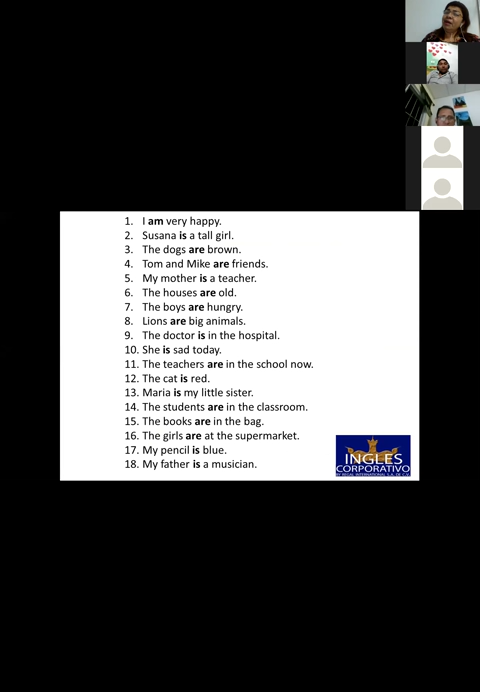 1. I am very happy.
2. Susana is a tall girl.
3. The dogs are brown.
4. Tom and Mike are friends.
5. My mother is a teacher.
6. The houses are old.
7. The boys are hungry.
8. Lions are big animals.
9. The doctor is in the hospital.
10. She is sad today.
11. The teachers are in the school now.
12. The cat is red.
13. Maria is my little sister.
14. The students are in the classroom.
15. The books are in the bag.
16. The girls are at the supermarket.
17. My pencil is blue.
18. My father is a musician.
INGLES
CORPORATIVO